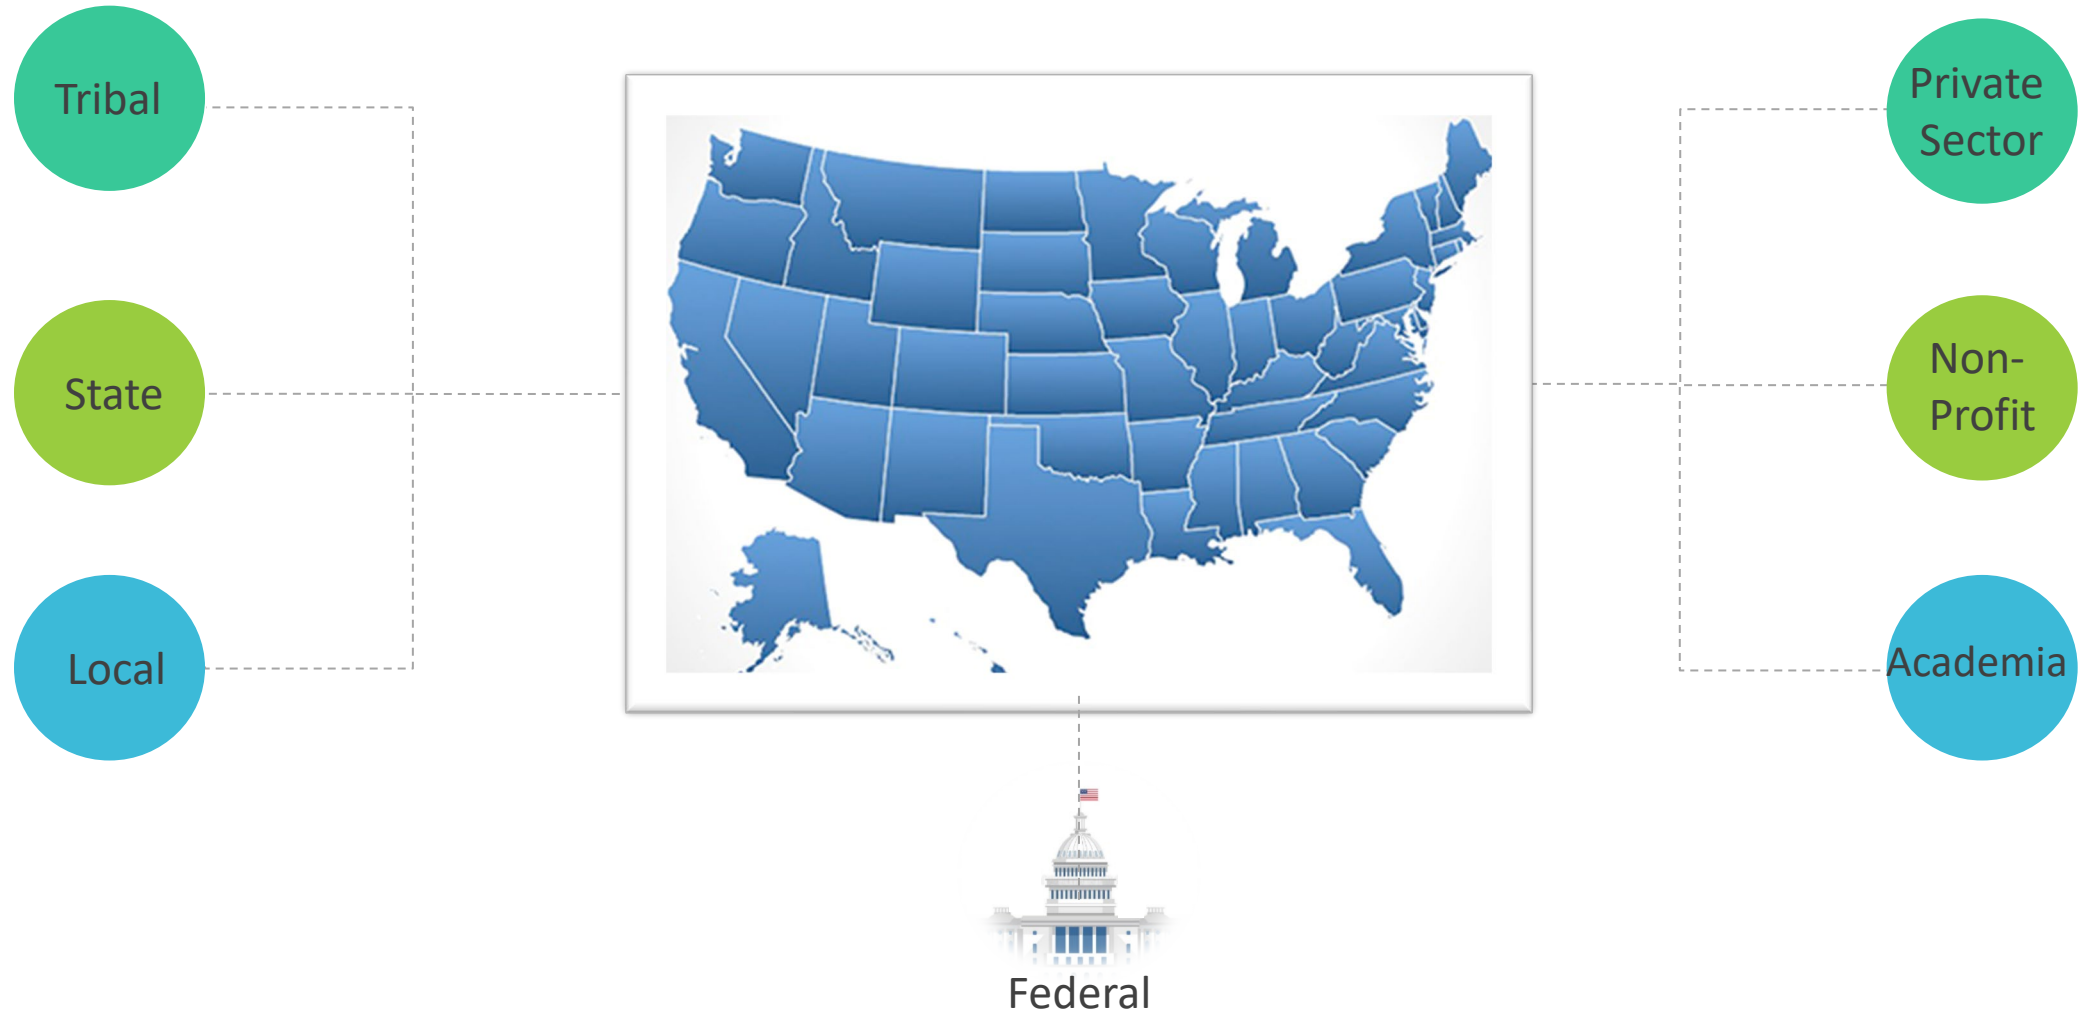 Tribal
State
Local
Private
Sector
Non-
Profit
Academia
Federal